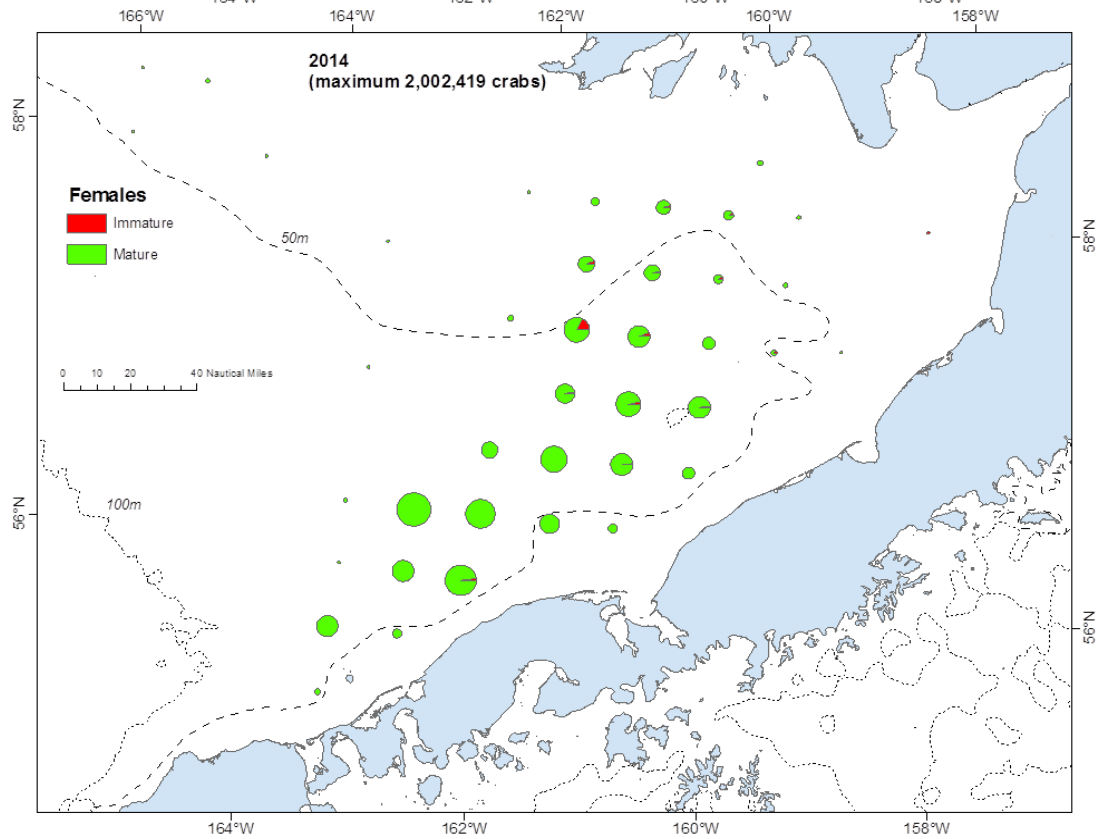 166°W 164°W 162°W 160°W 158°W
2014
(maximum 2,002,419 crabs)
58°N
Females
Immature
50m
58°N
Mature
0 10 20 40 Nautical Miles
100m
56°N
56°N
164°W 162°W 160°W 158°W